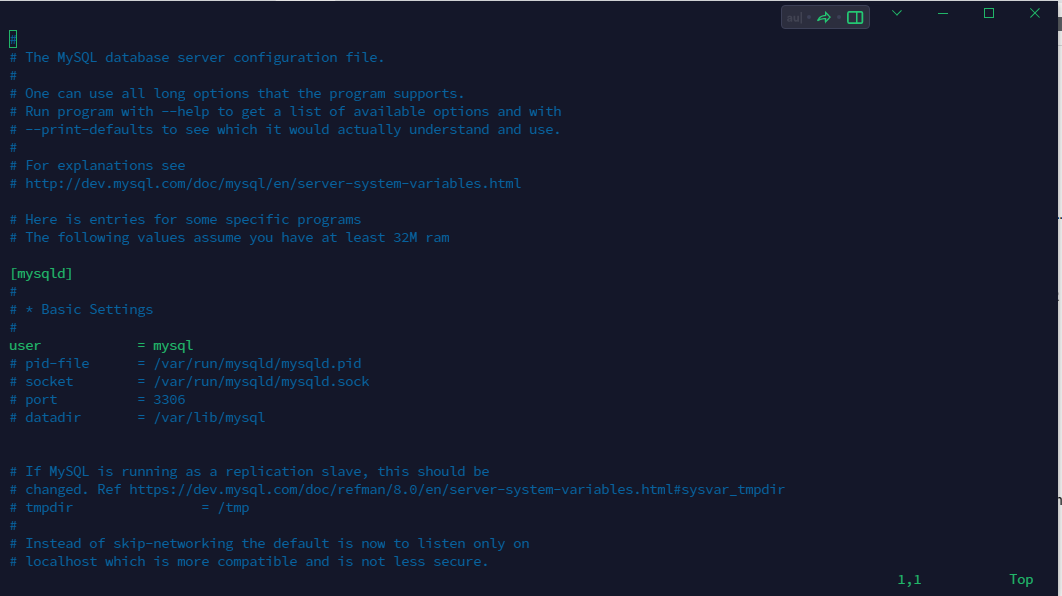 au
#
# The MySQL database server configuration file.
#
# One can use all long options that the program supports.
# Run program with --help to get a list of available options and with
# --print-defaults to see which it would actually understand and use.
#
# For explanations see
# http://dev.mysql.com/doc/mysql/en/server-system-variables.html
# Here is entries for some specific programs
# The following values assume you have at least 32M ram
[mysqld]
#
# * Basic Settings
#
user = mysql
# pid-file = /var/run/mysqld/mysqld.pid
# socket = /var/run/mysqld/mysqld.sock
# port = 3306
# datadir = /var/lib/mysql
# If MySQL is running as a replication slave, this should be
# changed. Ref https://dev.mysql.com/doc/refman/8.0/en/server-system-variables.html#sysvar_tmpdir
# tmpdir = /tmp
#
# Instead of skip-networking the default is now to listen only on
# localhost which is more compatible and is not less secure.
1,1 Top